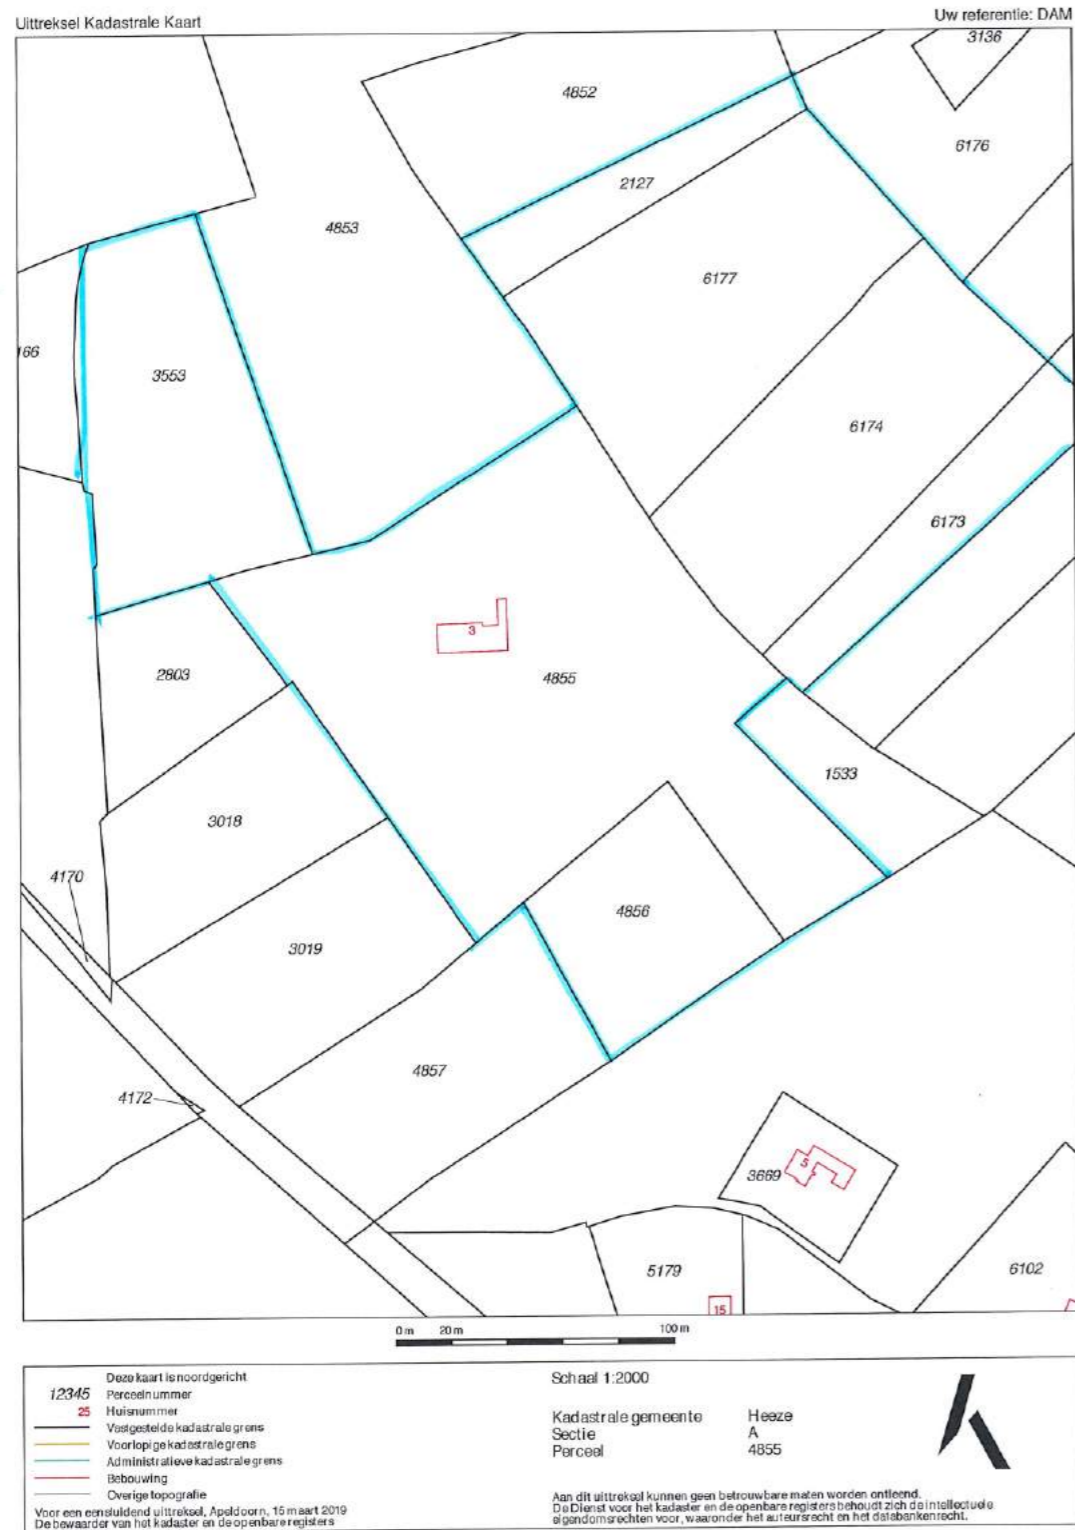 Uittreksel Kadastrale Kaart
Uw referentie: DAM
3136
4852
6176
2127
4853
6177
166
3553
6174
6173
3
2803
4855
1533
3018
4170
4856
3019
4857
4172
5
3669
5179
6102
15
0 m 20 m 100 m
Deze kaart is noordgericht
12345 Perceelnummer
25 Huisnummer
Vastgestelde kadastrale grens
Voorlopige kadastrale grens
Administratieve kadastrale grens
Bebouwing
Overige topografie
Voor een eensluidend uittreksel, Apeldoorn, 15 maart 2019
De bewaarder van het kadaster en de openbare registers
Schaal 1:2000
Kadastrale gemeente Heeze
Sectie A
Perceel 4855
Aan dit uittreksel kunnen geen betrouwbare maten worden ontleend.
De Dienst voor het kadaster en de openbare registers behoudt zich de intellectuele
eigendomsrechten voor, waaronder het auteursrecht en het databankenrecht.